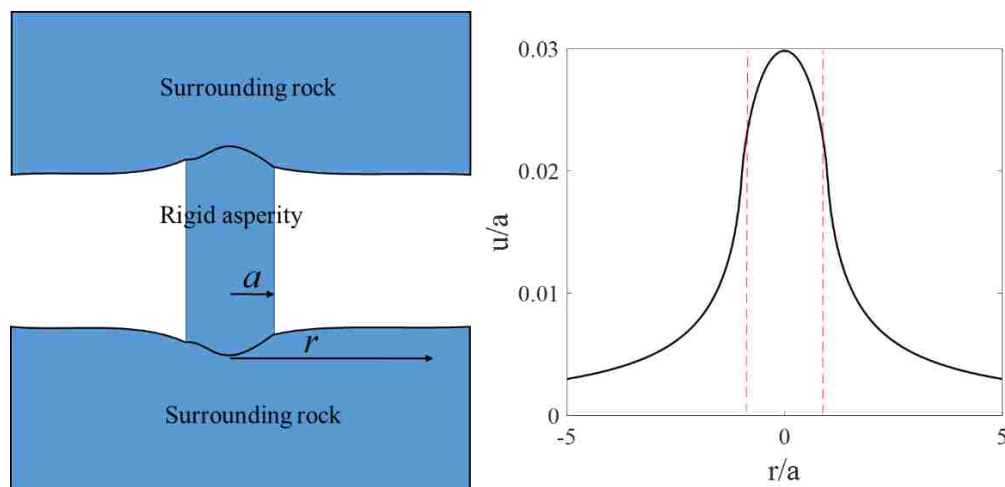 Surrounding rock
Rigid asperity
a
r
Surrounding rock
0.03
0.02
0.01
0
u/a
-5
0
5
r/a